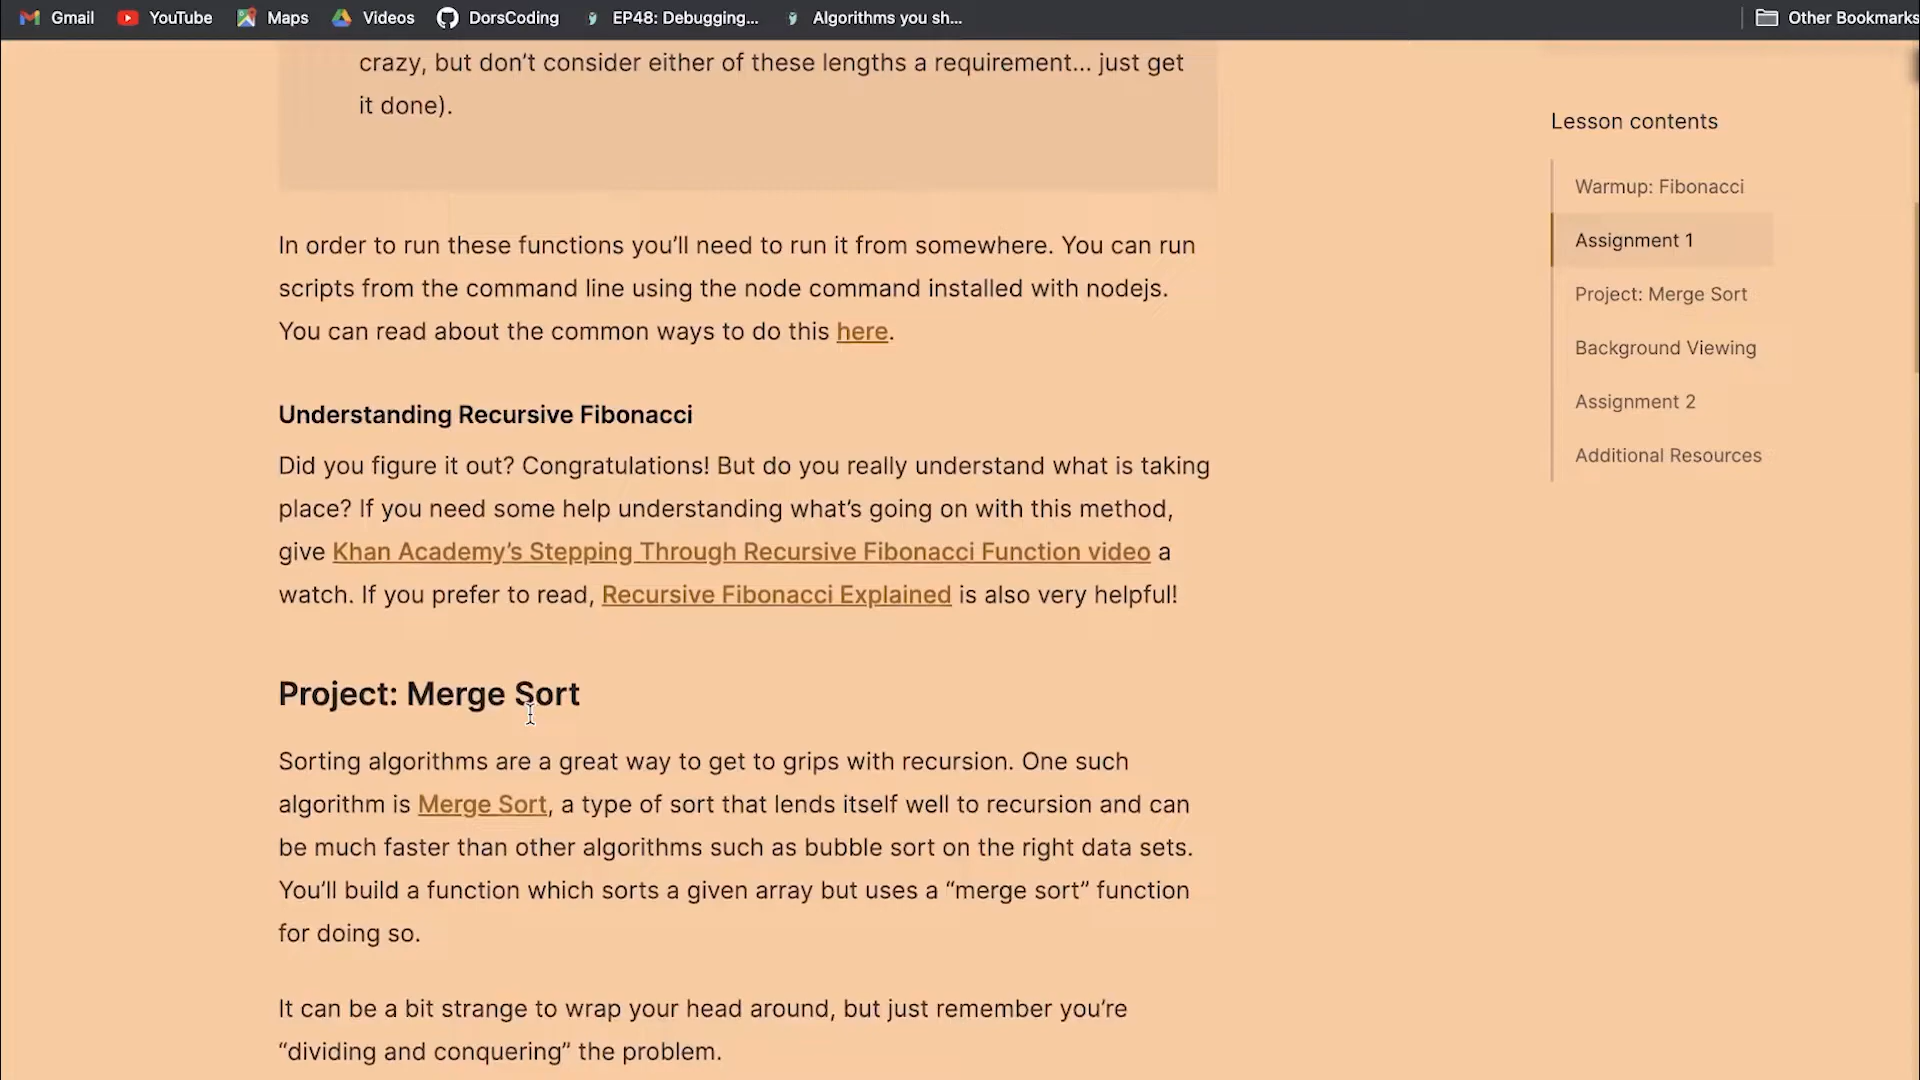 Gmail YouTube Maps Videos DorsCoding EP48: Debugging... Algorithms you sh... Other Bookmarks
crazy, but don’t consider either of these lengths a requirement… just get
it done).
In order to run these functions you’ll need to run it from somewhere. You can run
scripts from the command line using the node command installed with nodejs.
You can read about the common ways to do this here.
Understanding Recursive Fibonacci
Did you figure it out? Congratulations! But do you really understand what is taking
place? If you need some help understanding what’s going on with this method,
give Khan Academy’s Stepping Through Recursive Fibonacci Function video a
watch. If you prefer to read, Recursive Fibonacci Explained is also very helpful!
Project: Merge Sort
Sorting algorithms are a great way to get to grips with recursion. One such
algorithm is Merge Sort, a type of sort that lends itself well to recursion and can
be much faster than other algorithms such as bubble sort on the right data sets.
You’ll build a function which sorts a given array but uses a “merge sort” function
for doing so.
It can be a bit strange to wrap your head around, but just remember you’re
“dividing and conquering” the problem.
Lesson contents
Warmup: Fibonacci
Assignment 1
Project: Merge Sort
Background Viewing
Assignment 2
Additional Resources